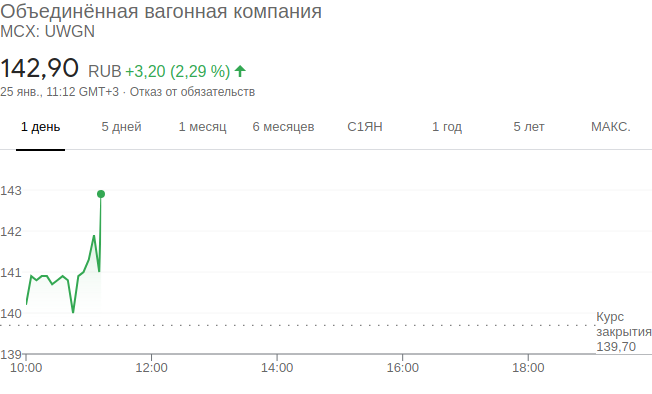 Объединённая вагонная компания
MCX: UWGN
142,90 RUB +3,20 (2,29 %)
25 янв., 11:12 GMT+3 · Отказ от обязательств
1 день 5 дней 1 месяц 6 месяцев С1ЯН 1 год 5 лет МАКС.
143
142
141
140
Курс
закрытия
139,70
139
10:00 12:00 14:00 16:00 18:00